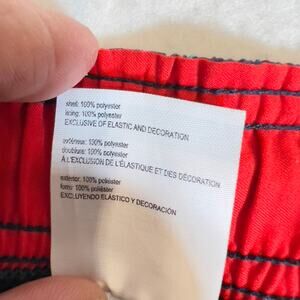 shell: 100% polyester
lining: 100% polyester
EXCLUSIVE OF ELASTIC AND DECORATION
extérieur: 100% polyester
doublure: 100% polyester
À L'EXCLUSION DE L'ÉLASTIQUE ET DES DÉCORATION
exterior: 100% poliéster
forro: 100% poliéster
EXCLUYENDO ELÁSTICO Y DECORACIÓN